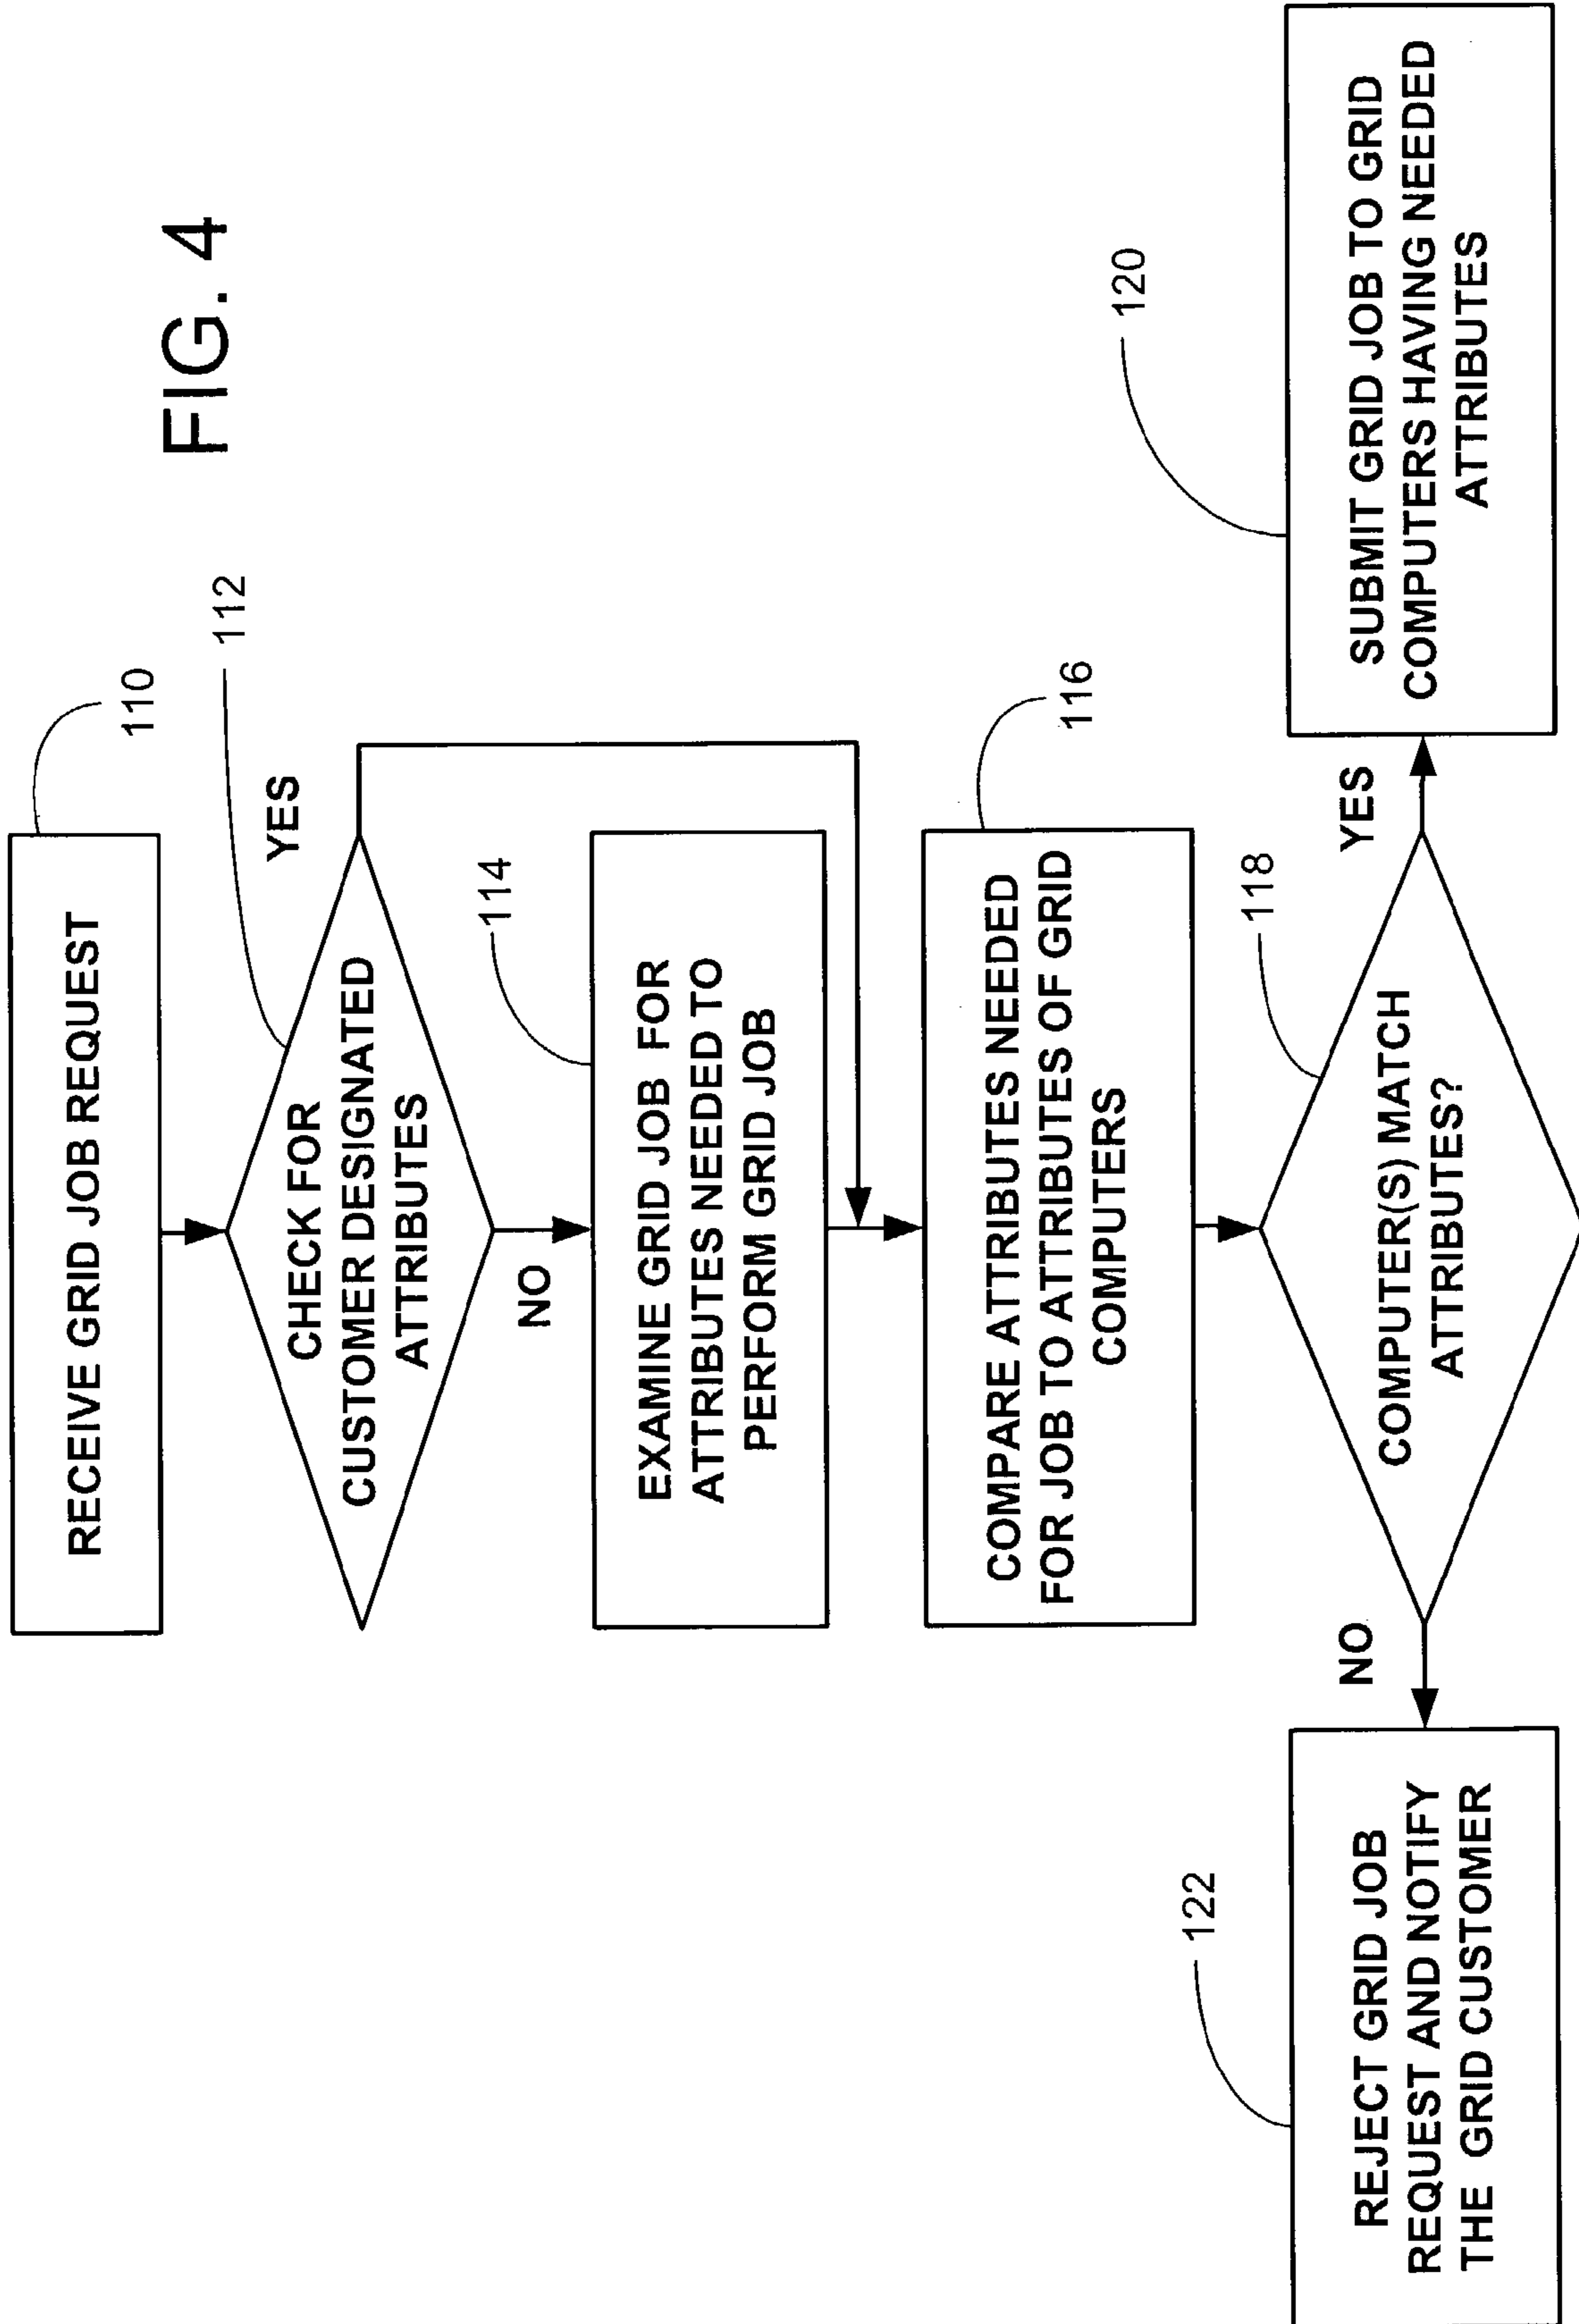 FIG. 4
RECEIVE GRID JOB REQUEST
110
CHECK FOR
CUSTOMER DESIGNATED
ATTRIBUTES
112
YES
NO
EXAMINE GRID JOB FOR
ATTRIBUTES NEEDED TO
PERFORM GRID JOB
114
COMPARE ATTRIBUTES NEEDED
FOR JOB TO ATTRIBUTES OF GRID
COMPUTERS
116
COMPUTER(S) MATCH
ATTRIBUTES?
118
NO
YES
REJECT GRID JOB
REQUEST AND NOTIFY
THE GRID CUSTOMER
122
SUBMIT GRID JOB TO GRID
COMPUTERS HAVING NEEDED
ATTRIBUTES
120